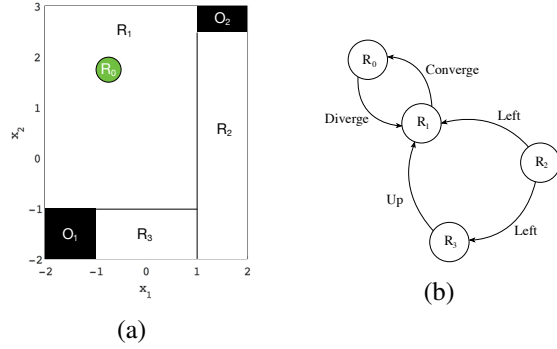 3
2
1
0
-1
-2
x₂
-2
-1
0
1
2
x₁
R₁
O₂
R₀
R₂
O₁
R₃
(a)
R₀
Converge
Diverge
R₁
Left
R₂
Up
R₃
Left
(b)